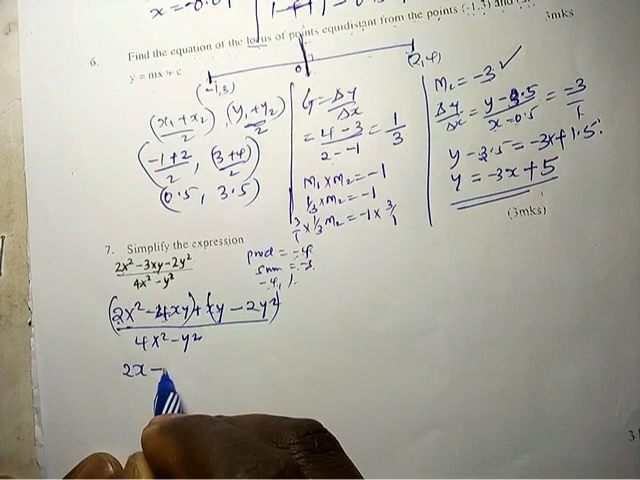 x = -0.
6. Find the equation of the locus of points equidistant from the points (-1,3) and
3mks
y = mx + c
(-1,3)
0
(2,4)
(x₁+x₂)/2 , (y₁+y₂)/2
(-1+2)/2 , (3+4)/2
(0.5, 3.5)
G = Δy/Δx
= 4-3/2--1 = 1/3
M₁ x M₂ = -1
1/3 x M₂ = -1
3/1 x 1/3 M₂ = -1 x 3/1
M₂ = -3 ✓
Δy/Δx = y-3.5/x-0.5 = -3/1
y - 3.5 = -3x + 1.5
y = -3x + 5
(3mks)
7. Simplify the expression
2x² - 3xy - 2y²/4x² - y²
prod = -4
sum = -3
-4, 1
(2x² - 4xy) + (xy - 2y²)/4x² - y²
2x -